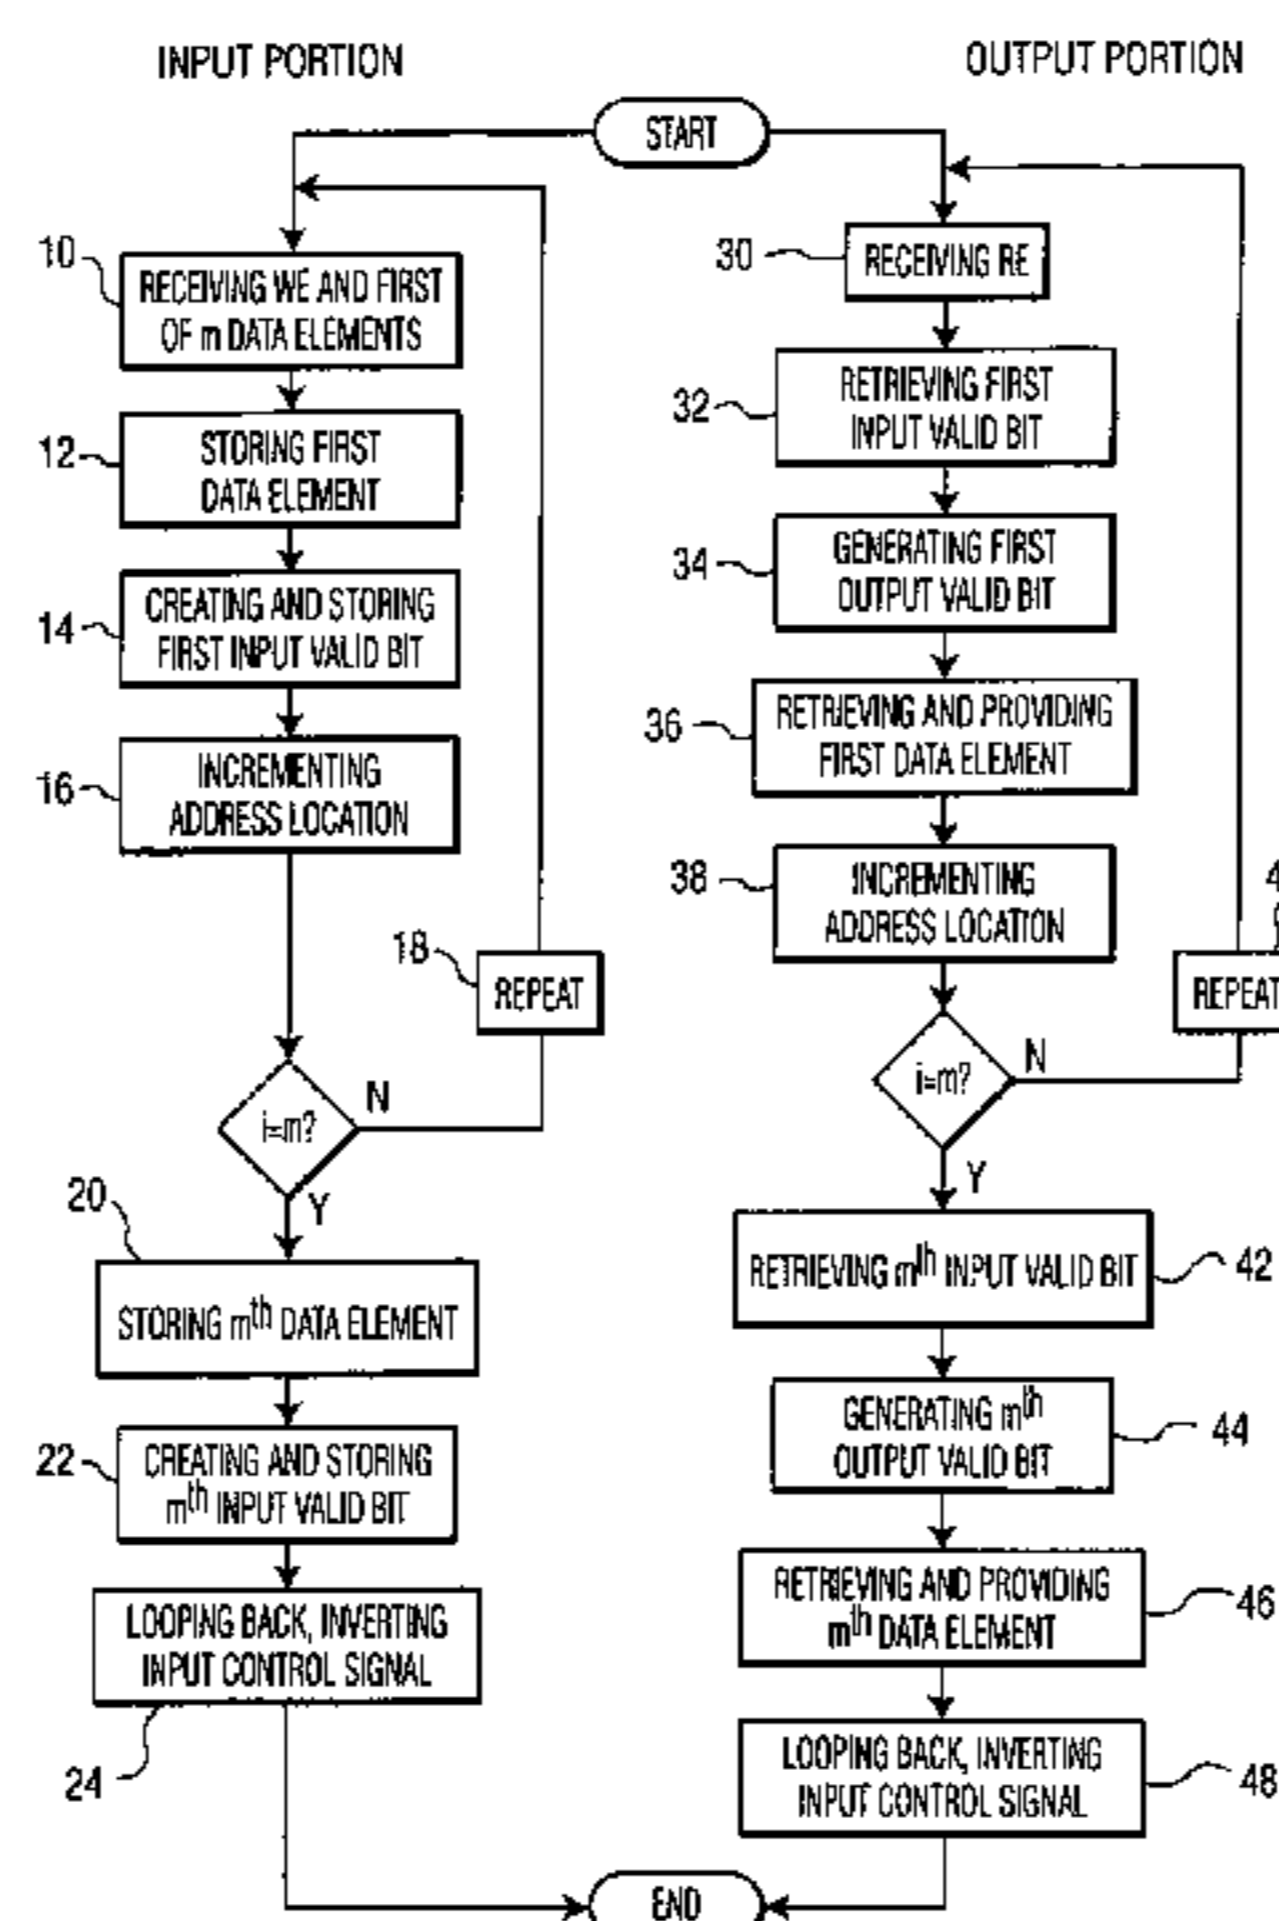 INPUT PORTION
OUTPUT PORTION
START
10
RECEIVING WE AND FIRST
OF m DATA ELEMENTS
12
STORING FIRST
DATA ELEMENT
14
CREATING AND STORING
FIRST INPUT VALID BIT
16
INCREMENTING
ADDRESS LOCATION
18
REPEAT
i=m?
N
Y
20
STORING mth DATA ELEMENT
22
CREATING AND STORING
mth INPUT VALID BIT
LOOPING BACK, INVERTING
INPUT CONTROL SIGNAL
24
30
RECEIVING RE
32
RETRIEVING FIRST
INPUT VALID BIT
34
GENERATING FIRST
OUTPUT VALID BIT
36
RETRIEVING AND PROVIDING
FIRST DATA ELEMENT
38
INCREMENTING
ADDRESS LOCATION
REPEAT
i=m?
N
Y
RETRIEVING mth INPUT VALID BIT
42
GENERATING mth
OUTPUT VALID BIT
44
RETRIEVING AND PROVIDING
mth DATA ELEMENT
46
LOOPING BACK, INVERTING
INPUT CONTROL SIGNAL
48
END